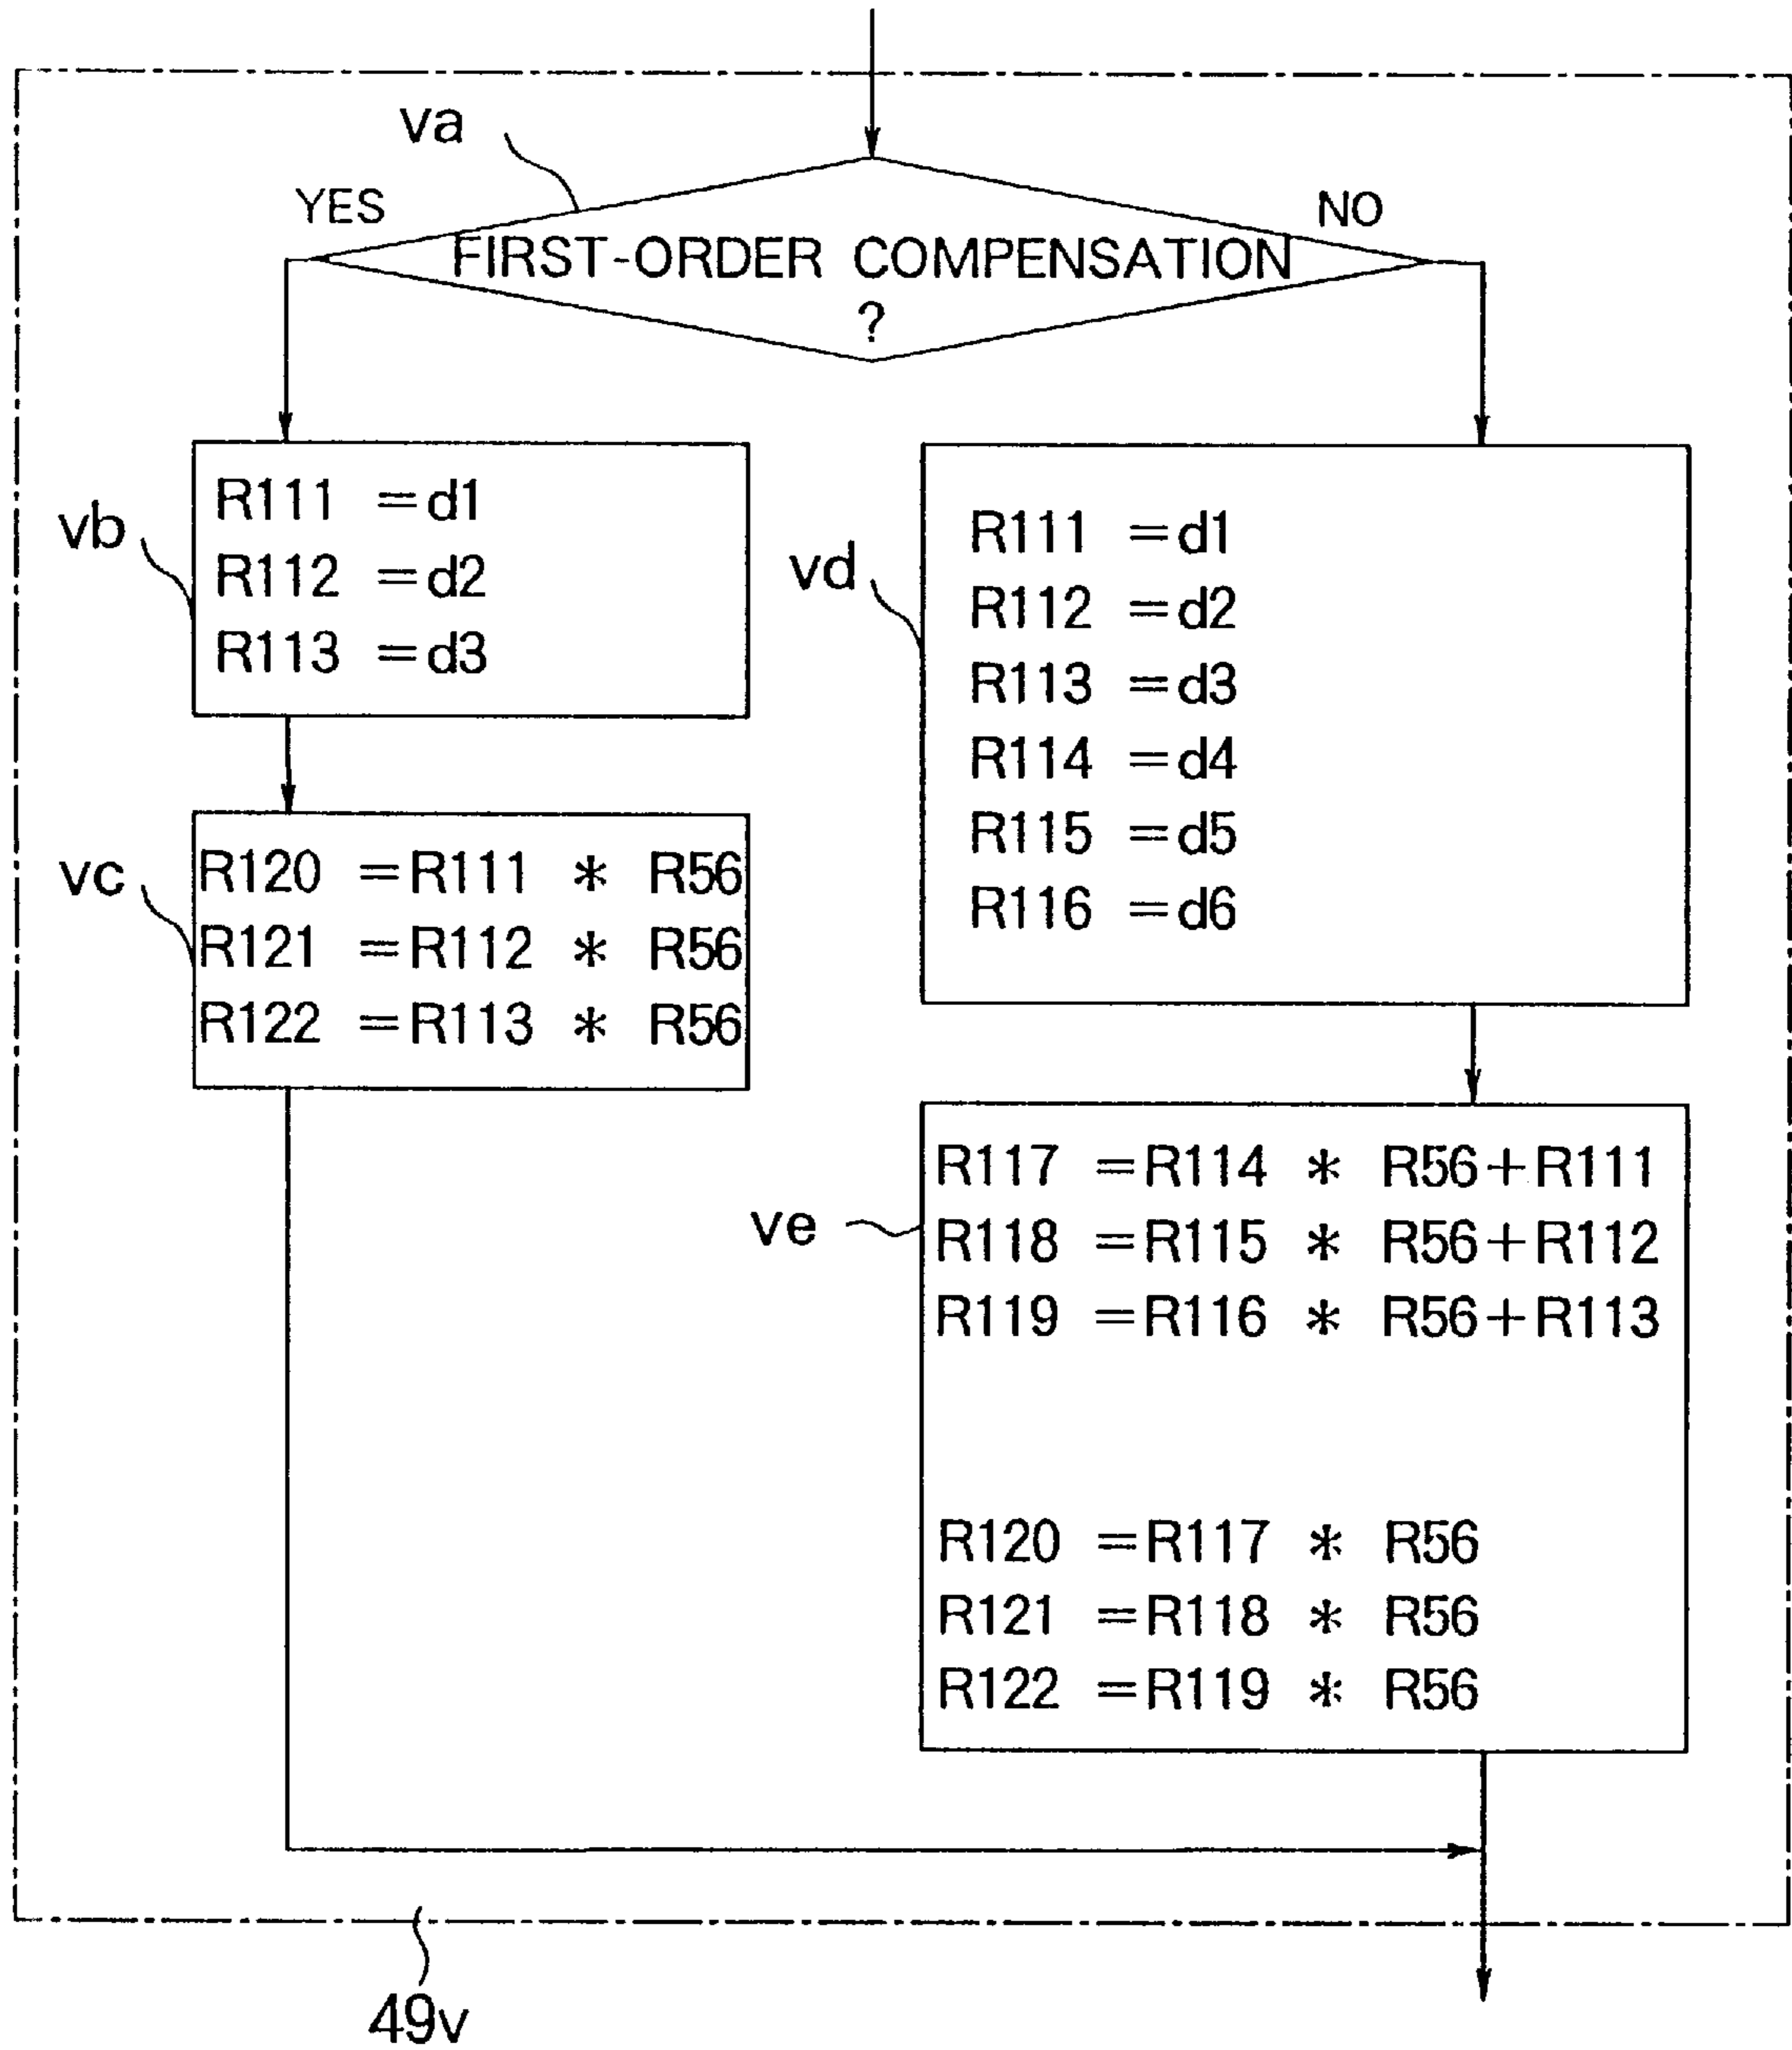 va
YES
NO
FIRST-ORDER COMPENSATION
?
vb
R111 =d1
R112 =d2
R113 =d3
vc
R120 =R111 * R56
R121 =R112 * R56
R122 =R113 * R56
vd
R111 =d1
R112 =d2
R113 =d3
R114 =d4
R115 =d5
R116 =d6
ve
R117 =R114 * R56+R111
R118 =R115 * R56+R112
R119 =R116 * R56+R113
R120 =R117 * R56
R121 =R118 * R56
R122 =R119 * R56
49v